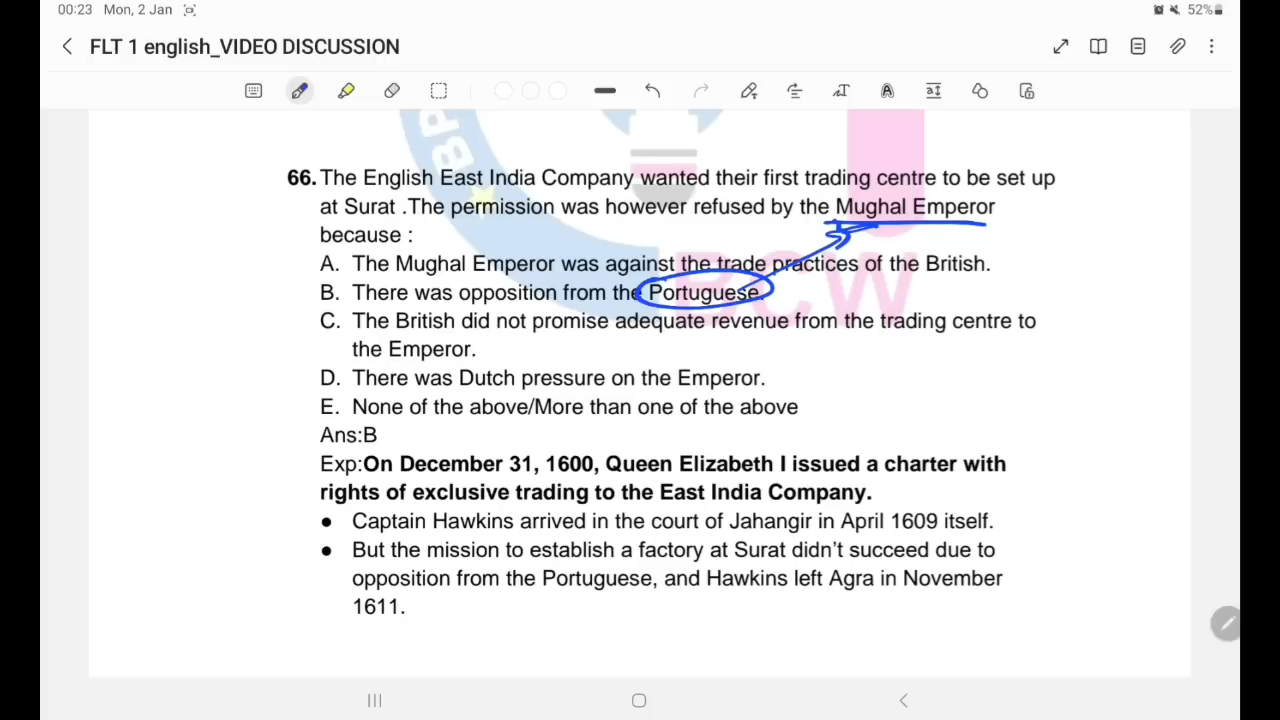 00:23 Mon, 2 Jan 52%
FLT 1 english_VIDEO DISCUSSION
BP
BCW
66. The English East India Company wanted their first trading centre to be set up
at Surat .The permission was however refused by the Mughal Emperor
because :
A. The Mughal Emperor was against the trade practices of the British.
B. There was opposition from the Portuguese.
C. The British did not promise adequate revenue from the trading centre to
the Emperor.
D. There was Dutch pressure on the Emperor.
E. None of the above/More than one of the above
Ans:B
Exp:On December 31, 1600, Queen Elizabeth I issued a charter with
rights of exclusive trading to the East India Company.
● Captain Hawkins arrived in the court of Jahangir in April 1609 itself.
● But the mission to establish a factory at Surat didn’t succeed due to
opposition from the Portuguese, and Hawkins left Agra in November
1611.